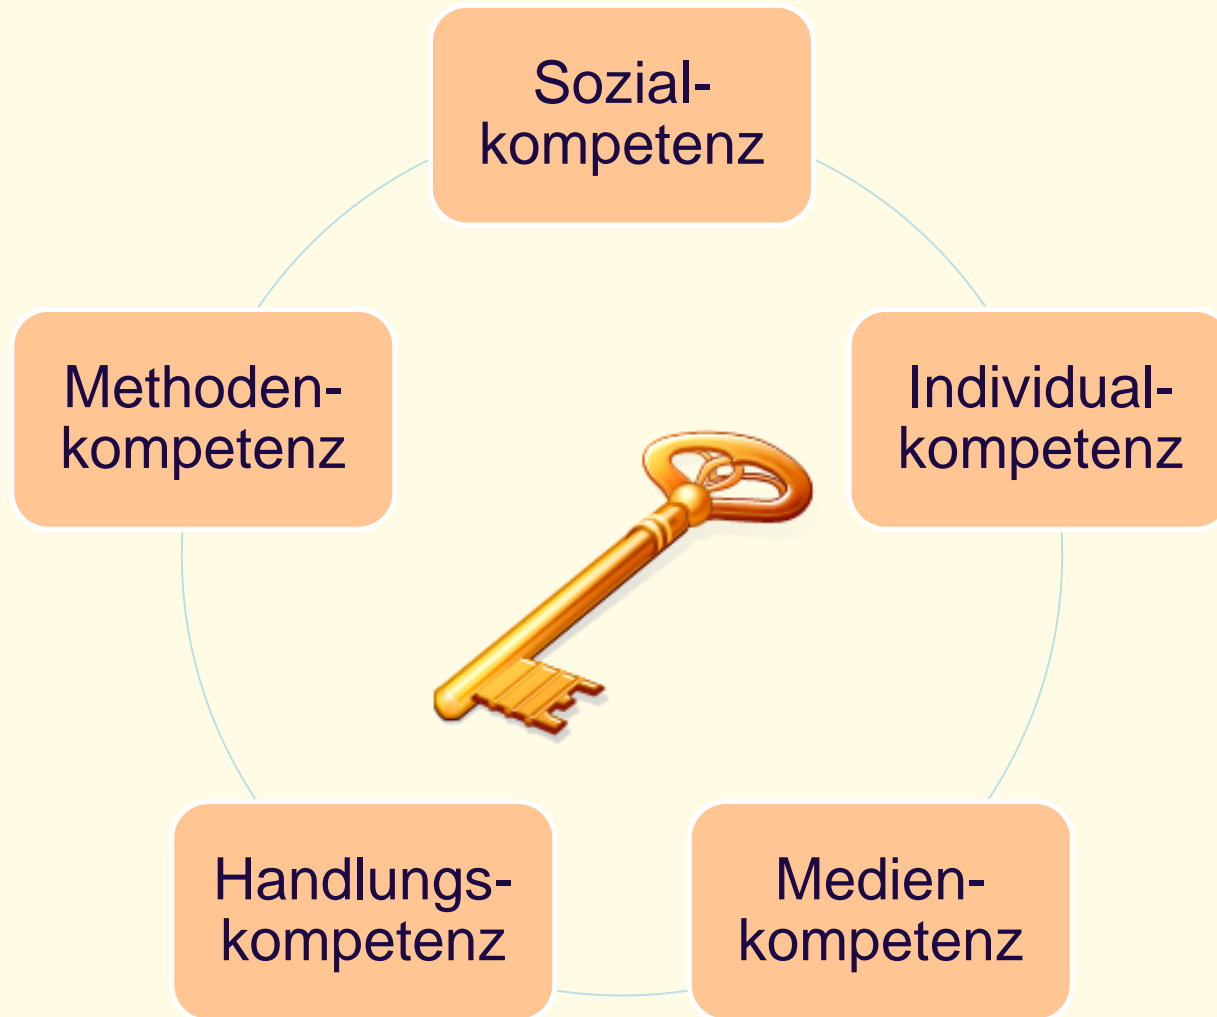 Sozial-
kompetenz
Methoden-
kompetenz
Individual-
kompetenz
Handlungs-
kompetenz
Medien-
kompetenz